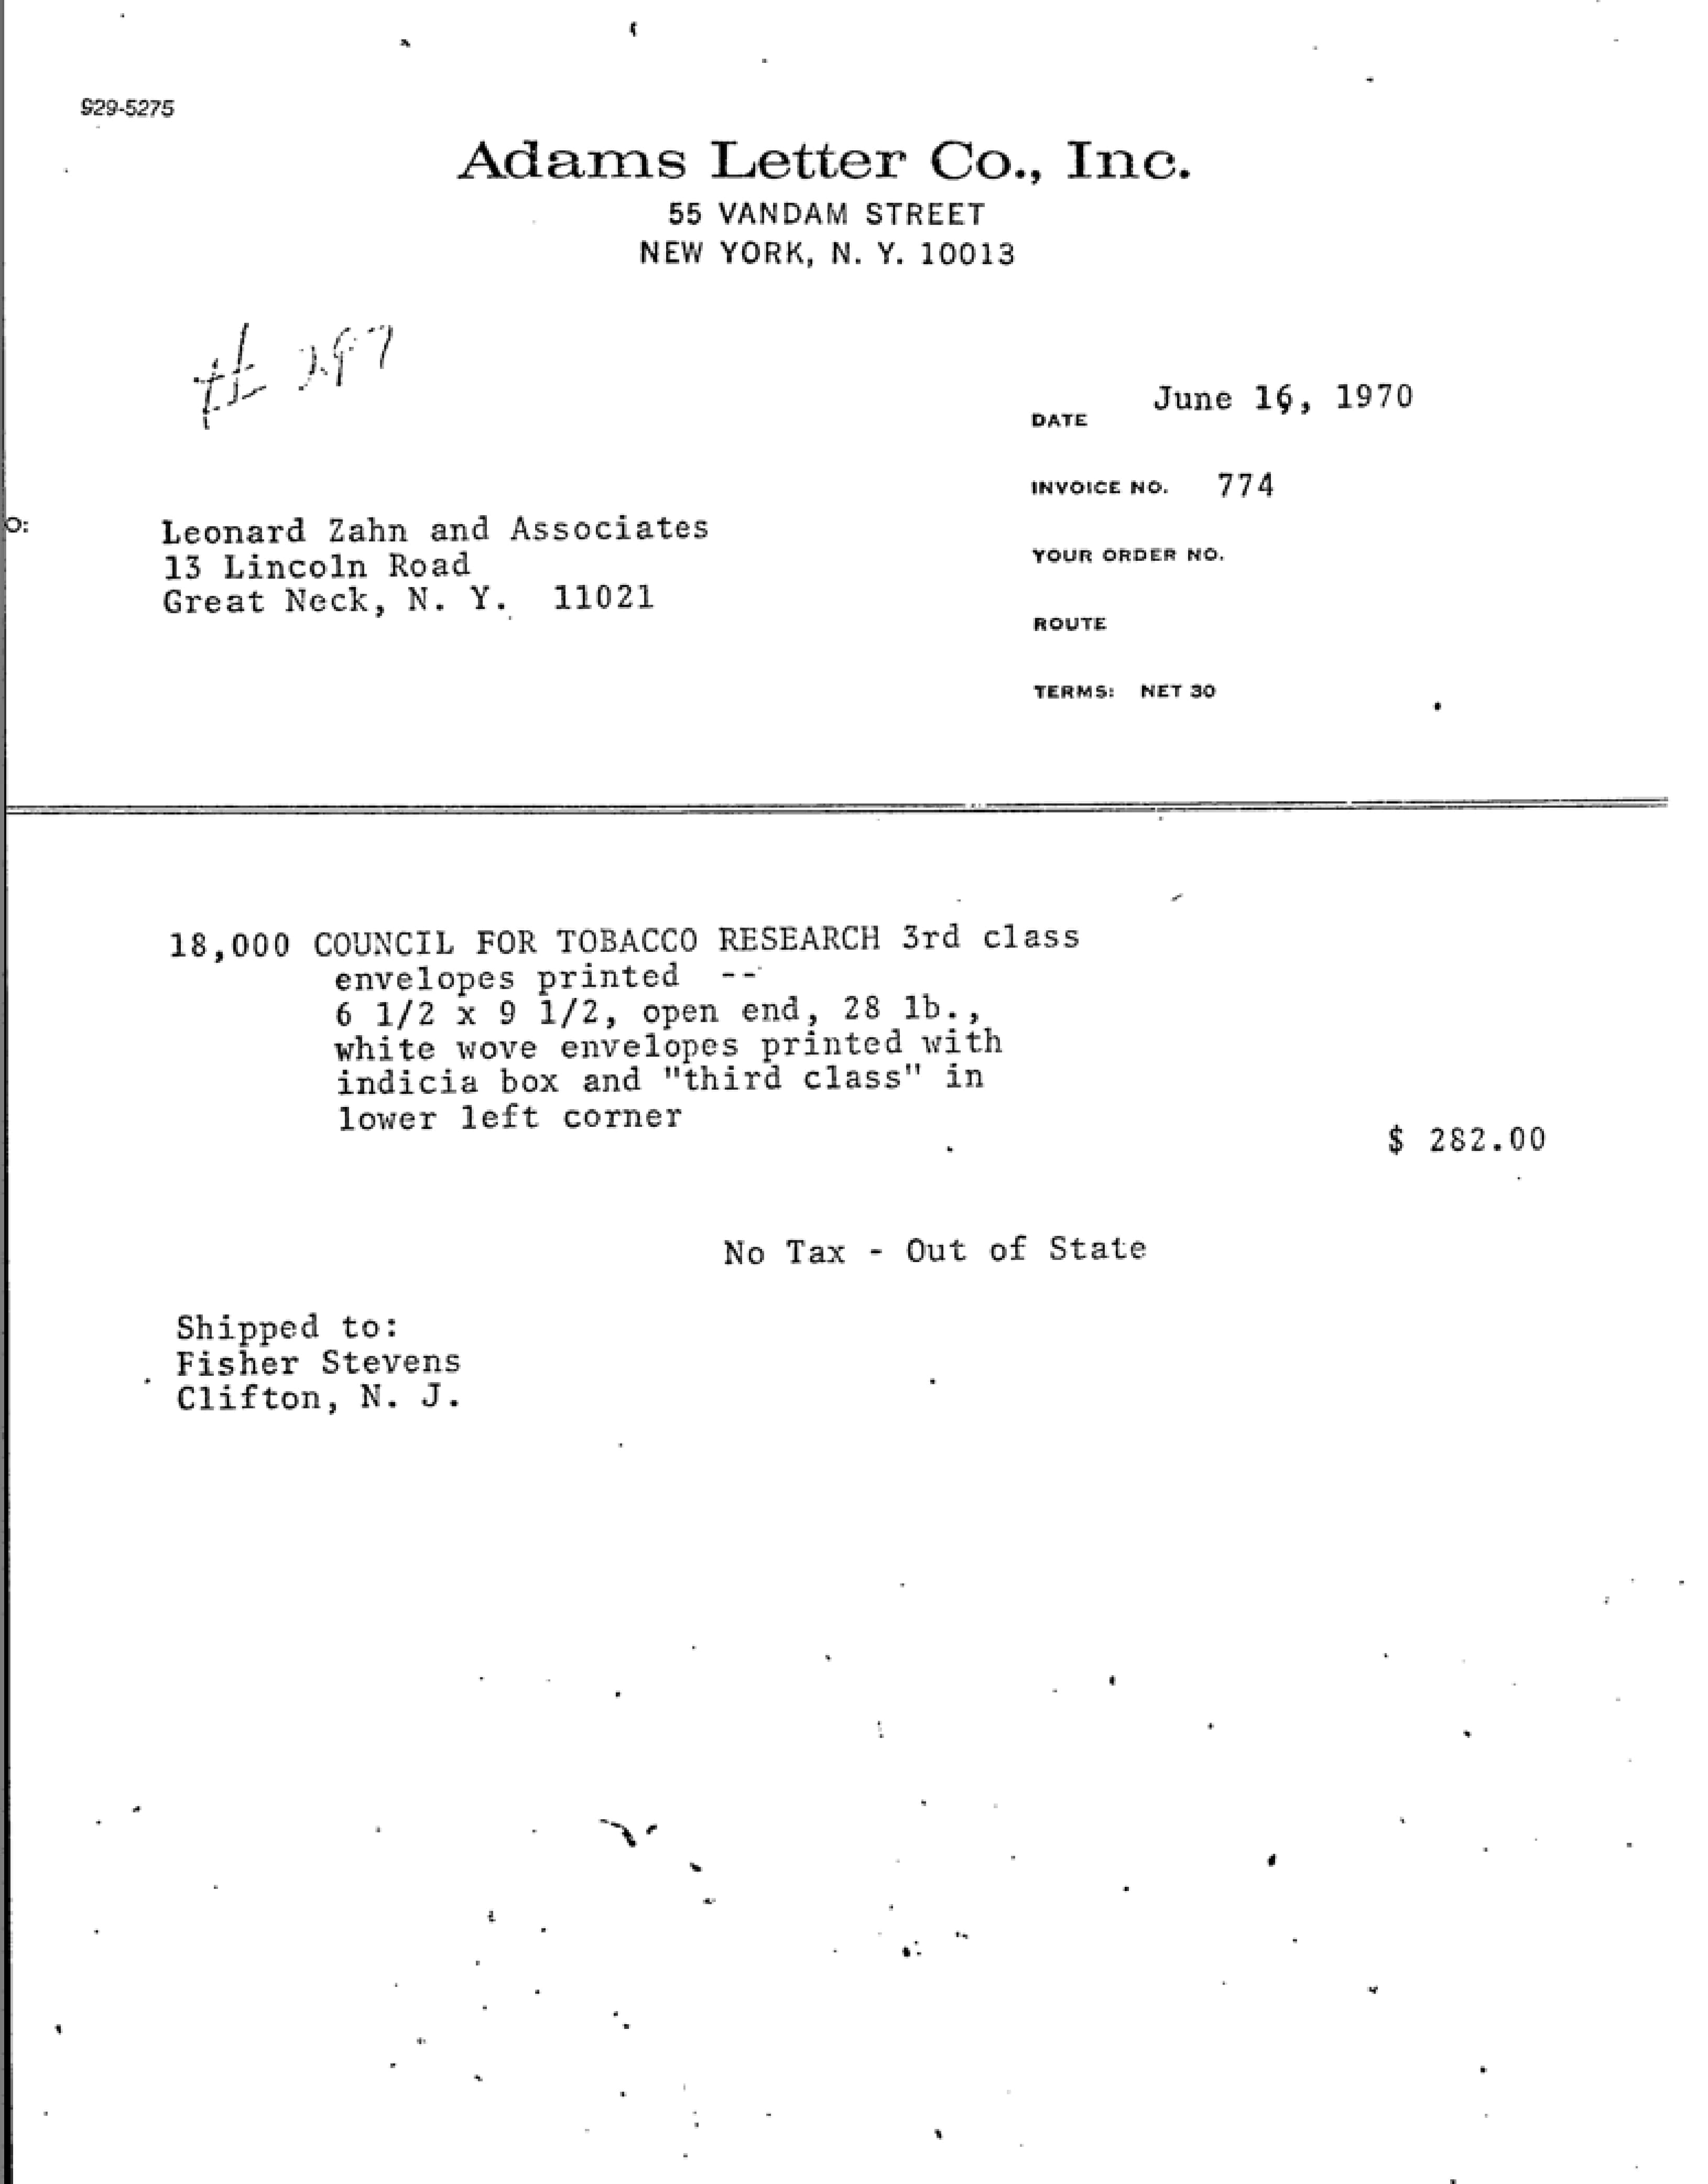 929-5275
Adams Letter Co., Inc.
55 VANDAM STREET
NEW YORK, N. Y. 10013
# 297
DATE June 16, 1970
INVOICE NO. 774
O: Leonard Zahn and Associates
13 Lincoln Road
Great Neck, N. Y. 11021
YOUR ORDER NO.
ROUTE
TERMS: NET 30
18,000 COUNCIL FOR TOBACCO RESEARCH 3rd class
envelopes printed --
6 1/2 x 9 1/2, open end, 28 lb.,
white wove envelopes printed with
indicia box and "third class" in
lower left corner
$ 282.00
No Tax - Out of State
Shipped to:
Fisher Stevens
Clifton, N. J.